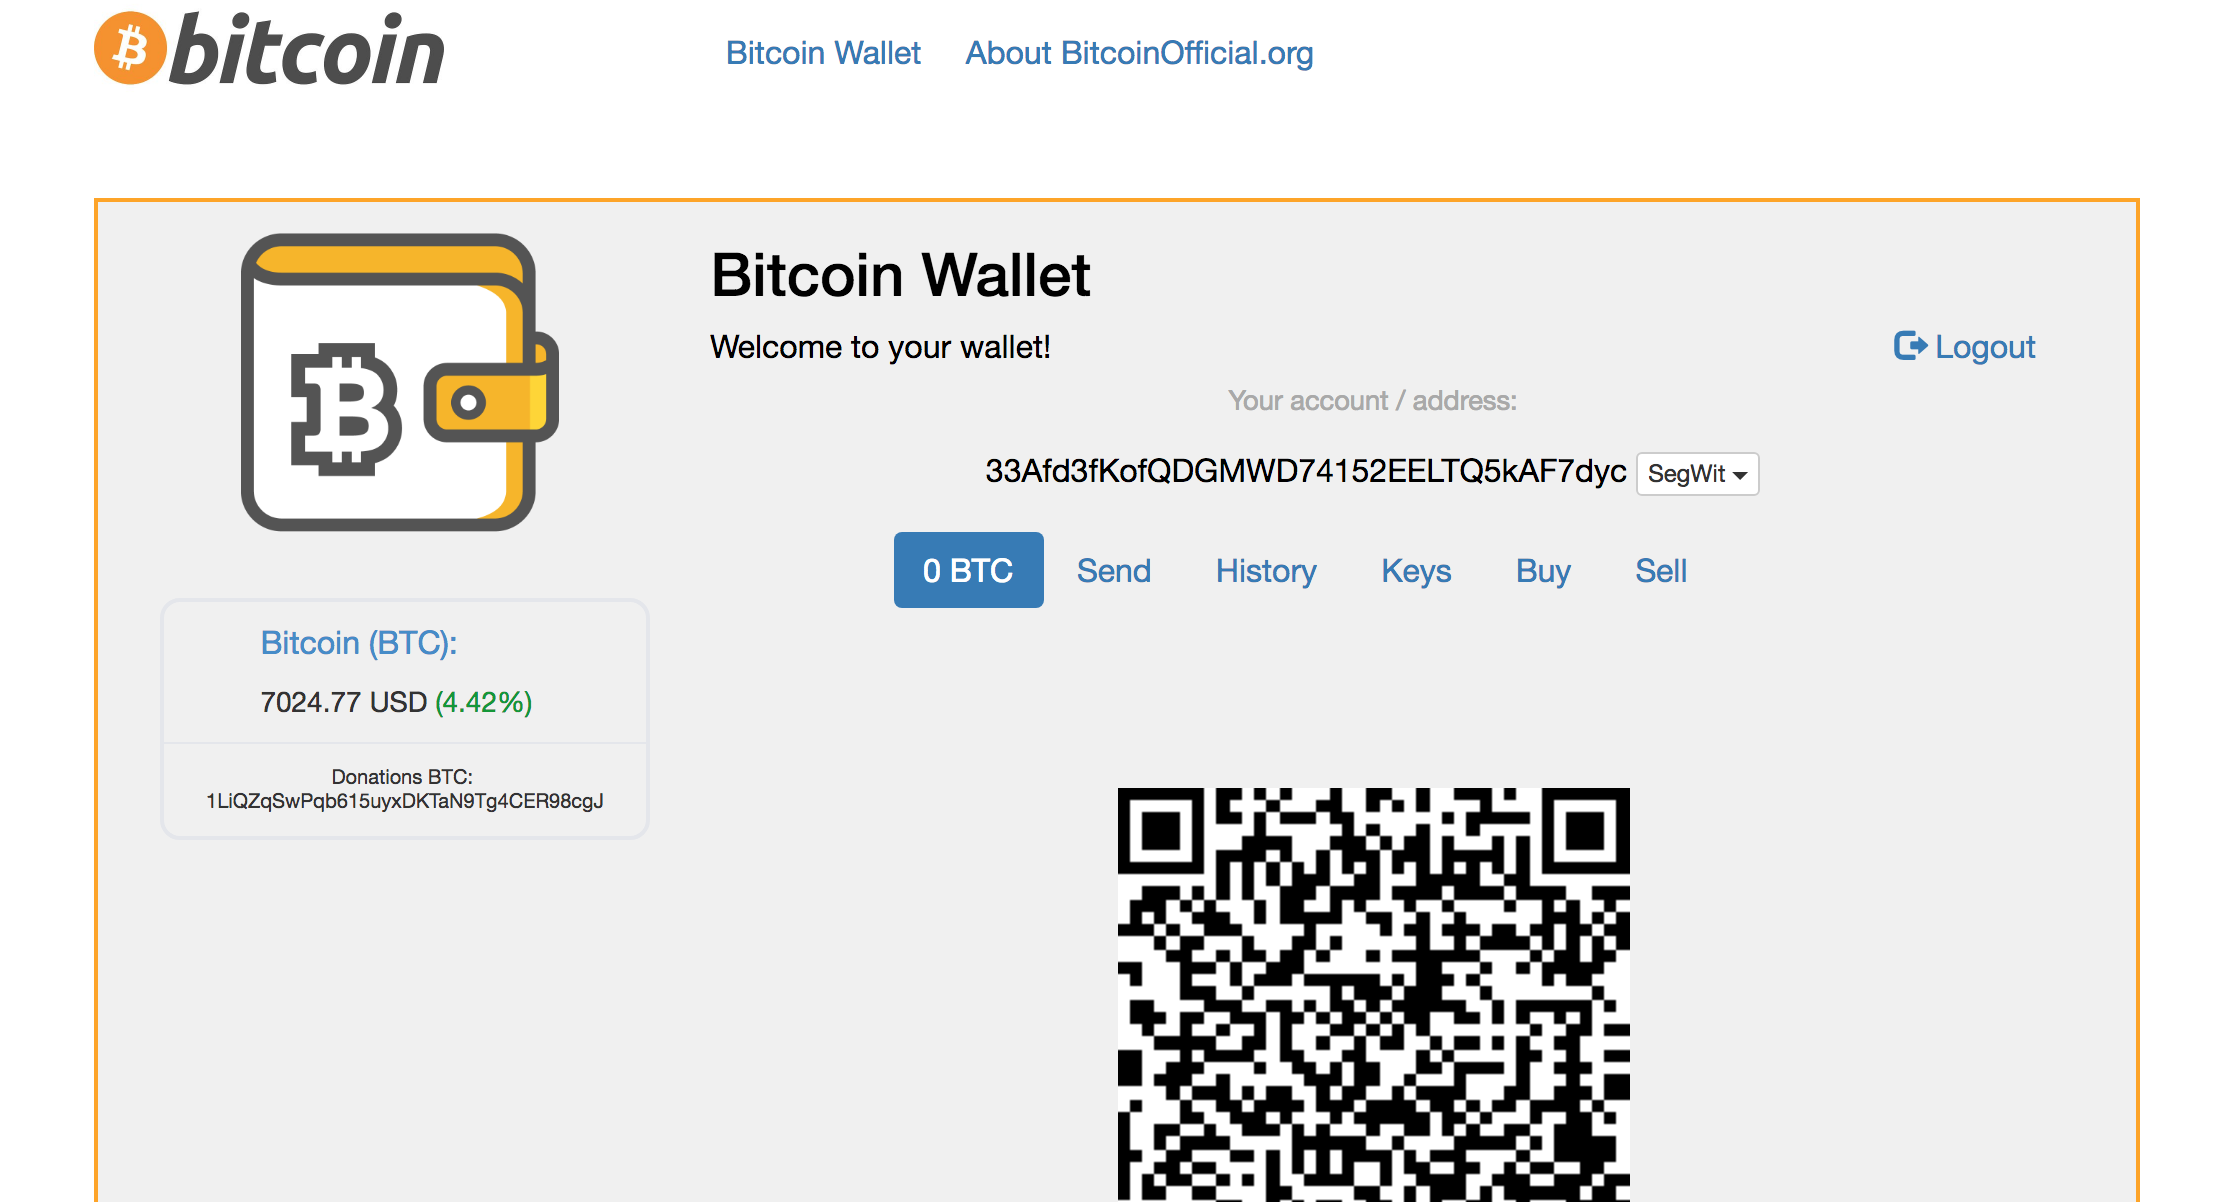 bitcoin
Bitcoin Wallet About BitcoinOfficial.org
Bitcoin Wallet
Welcome to your wallet!
Logout
Your account / address:
33Afd3fKofQDGMWD74152EELTQ5kAF7dyc SegWit
0 BTC Send History Keys Buy Sell
Bitcoin (BTC):
7024.77 USD (4.42%)
Donations BTC:
1LiQZqSwPqb615uyxDKTaN9Tg4CER98cgJ